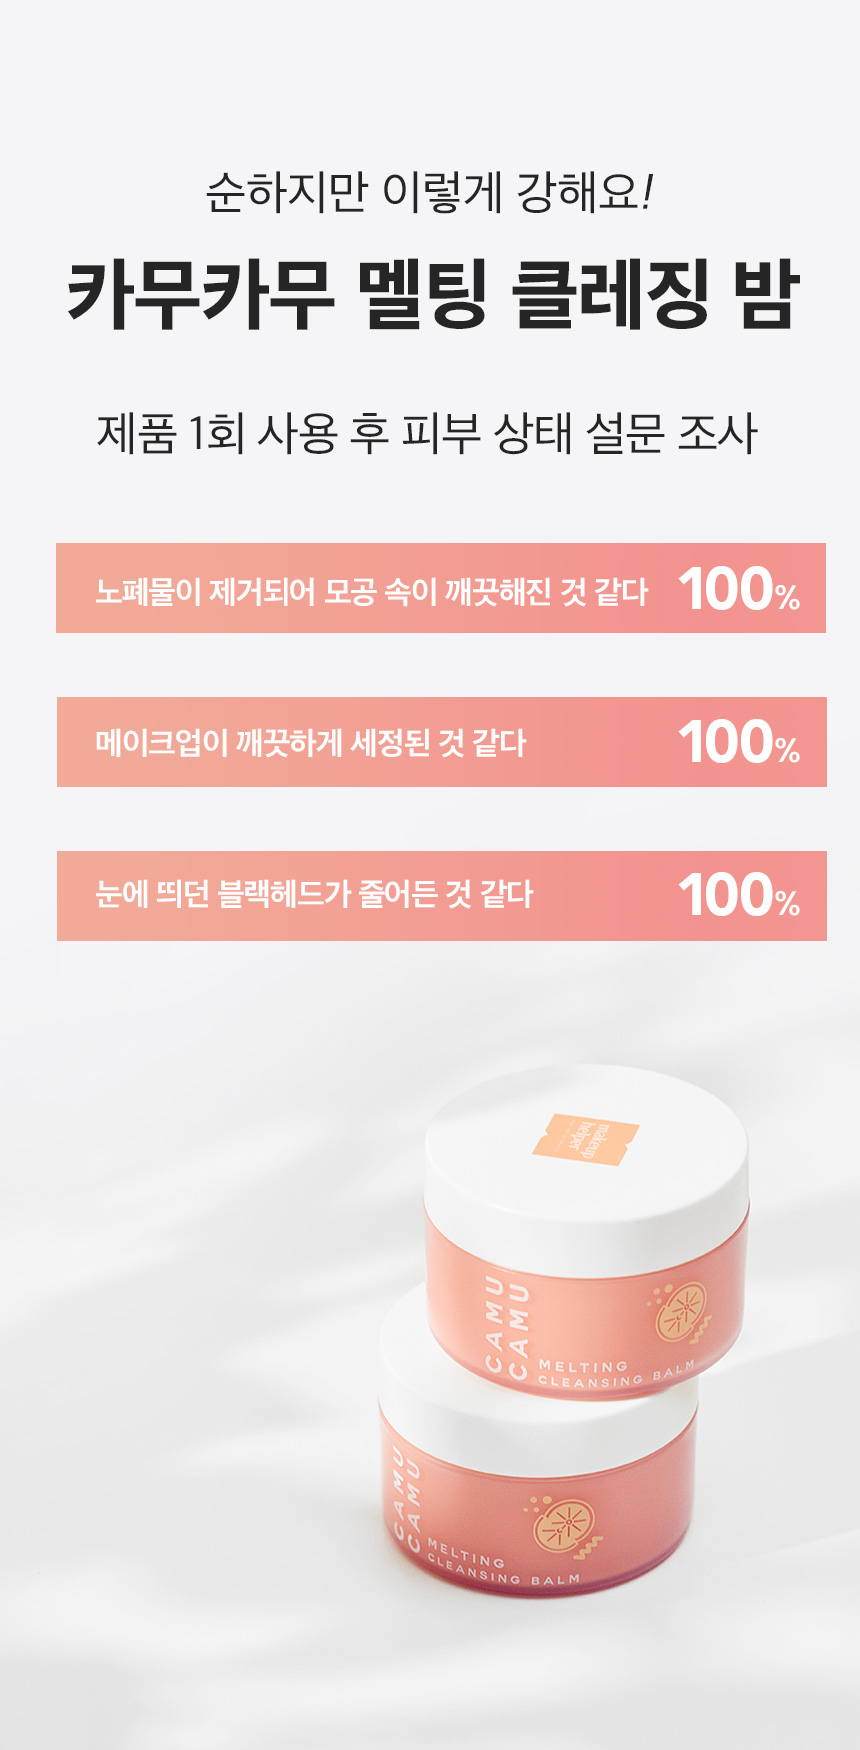 순하지만 이렇게 강해요!
카무카무 멜팅 클레징 밤
제품 1회 사용 후 피부 상태 설문 조사
노폐물이 제거되어 모공 속이 깨끗해진 것 같다 100%
메이크업이 깨끗하게 세정된 것 같다 100%
눈에 띄던 블랙헤드가 줄어든 것 같다 100%
makeup
helper
CAMU
CAMU
MELTING
CLEANSING BALM
CAMU
CAMU
MELTING
CLEANSING BALM